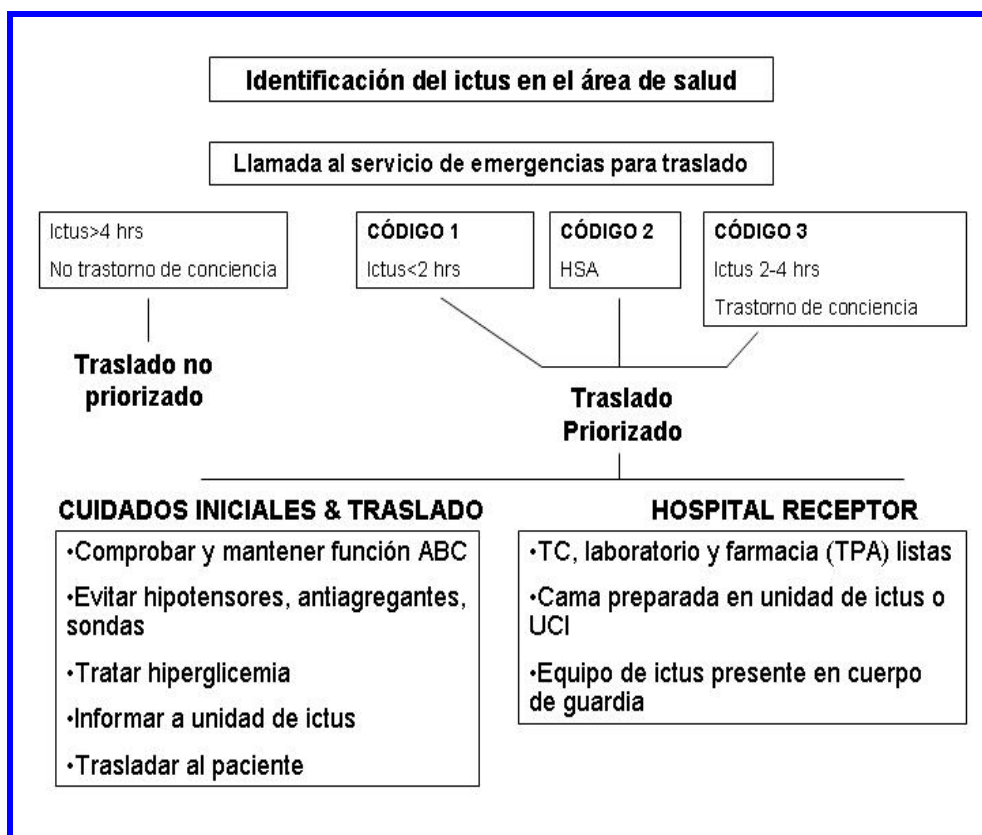 Identificación del ictus en el área de salud
Llamada al servicio de emergencias para traslado
Ictus>4 hrs
No trastorno de conciencia
CÓDIGO 1
Ictus<2 hrs
CÓDIGO 2
HSA
CÓDIGO 3
Ictus 2-4 hrs
Trastorno de conciencia
Traslado no
priorizado
Traslado
Priorizado
CUIDADOS INICIALES & TRASLADO
•Comprobar y mantener función ABC
•Evitar hipotensores, antiagregantes,
sondas
•Tratar hiperglicemia
•Informar a unidad de ictus
•Trasladar al paciente
HOSPITAL RECEPTOR
•TC, laboratorio y farmacia (TPA) listas
•Cama preparada en unidad de ictus o
UCI
•Equipo de ictus presente en cuerpo
de guardia